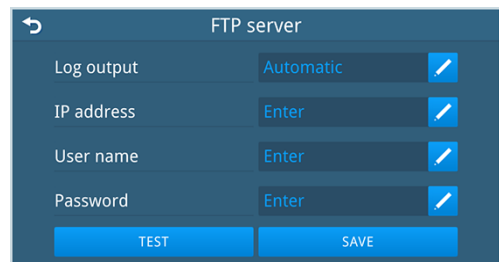 FTP server
Log output Automatic
IP address Enter
User name Enter
Password Enter
TEST SAVE